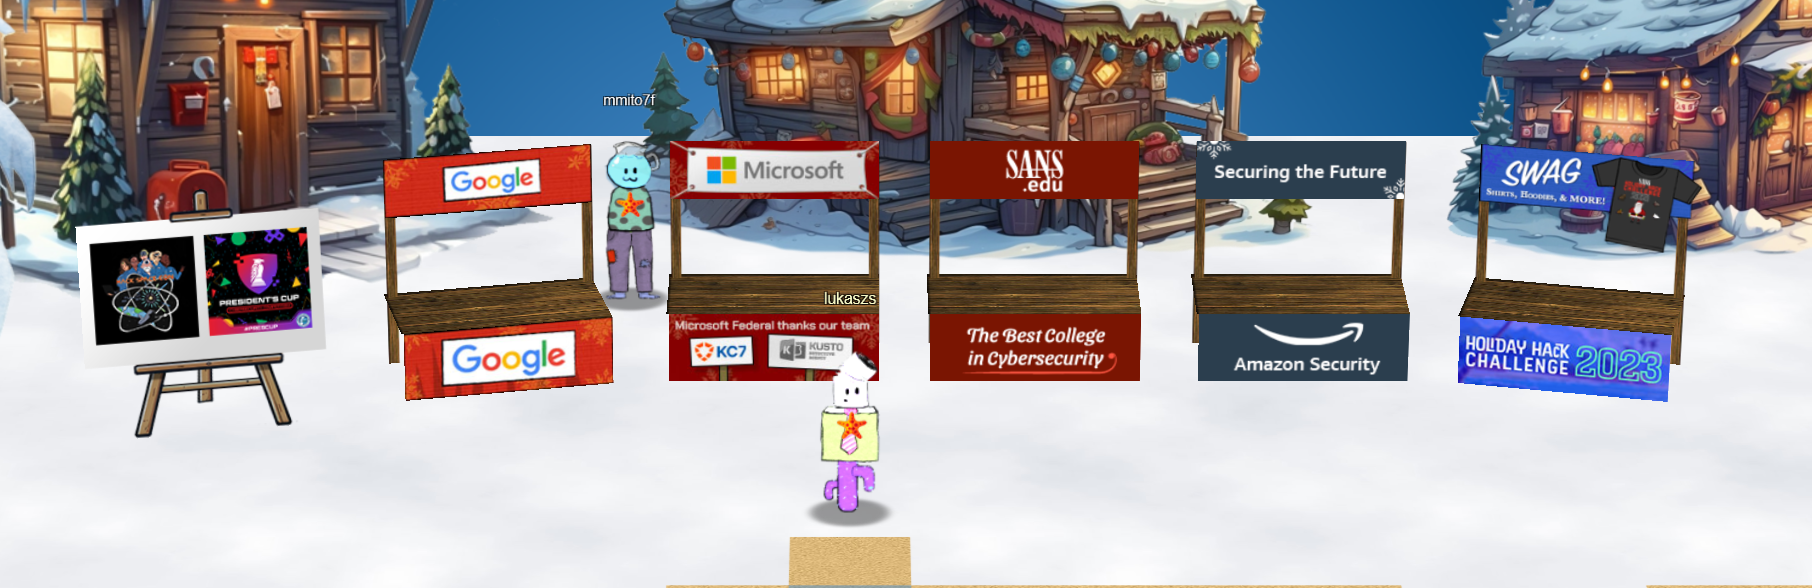 mmito7f
Google
Google
Microsoft
lukaszs
Microsoft Federal thanks our team
KC7
KUSTO
SANS
.edu
The Best College
in Cybersecurity
Securing the Future
Amazon Security
SWAG
SHIRTS, HOODIES, & MORE!
HOLIDAY HACK
CHALLENGE 2023
PRESIDENT'S CUP
#PRESCUP